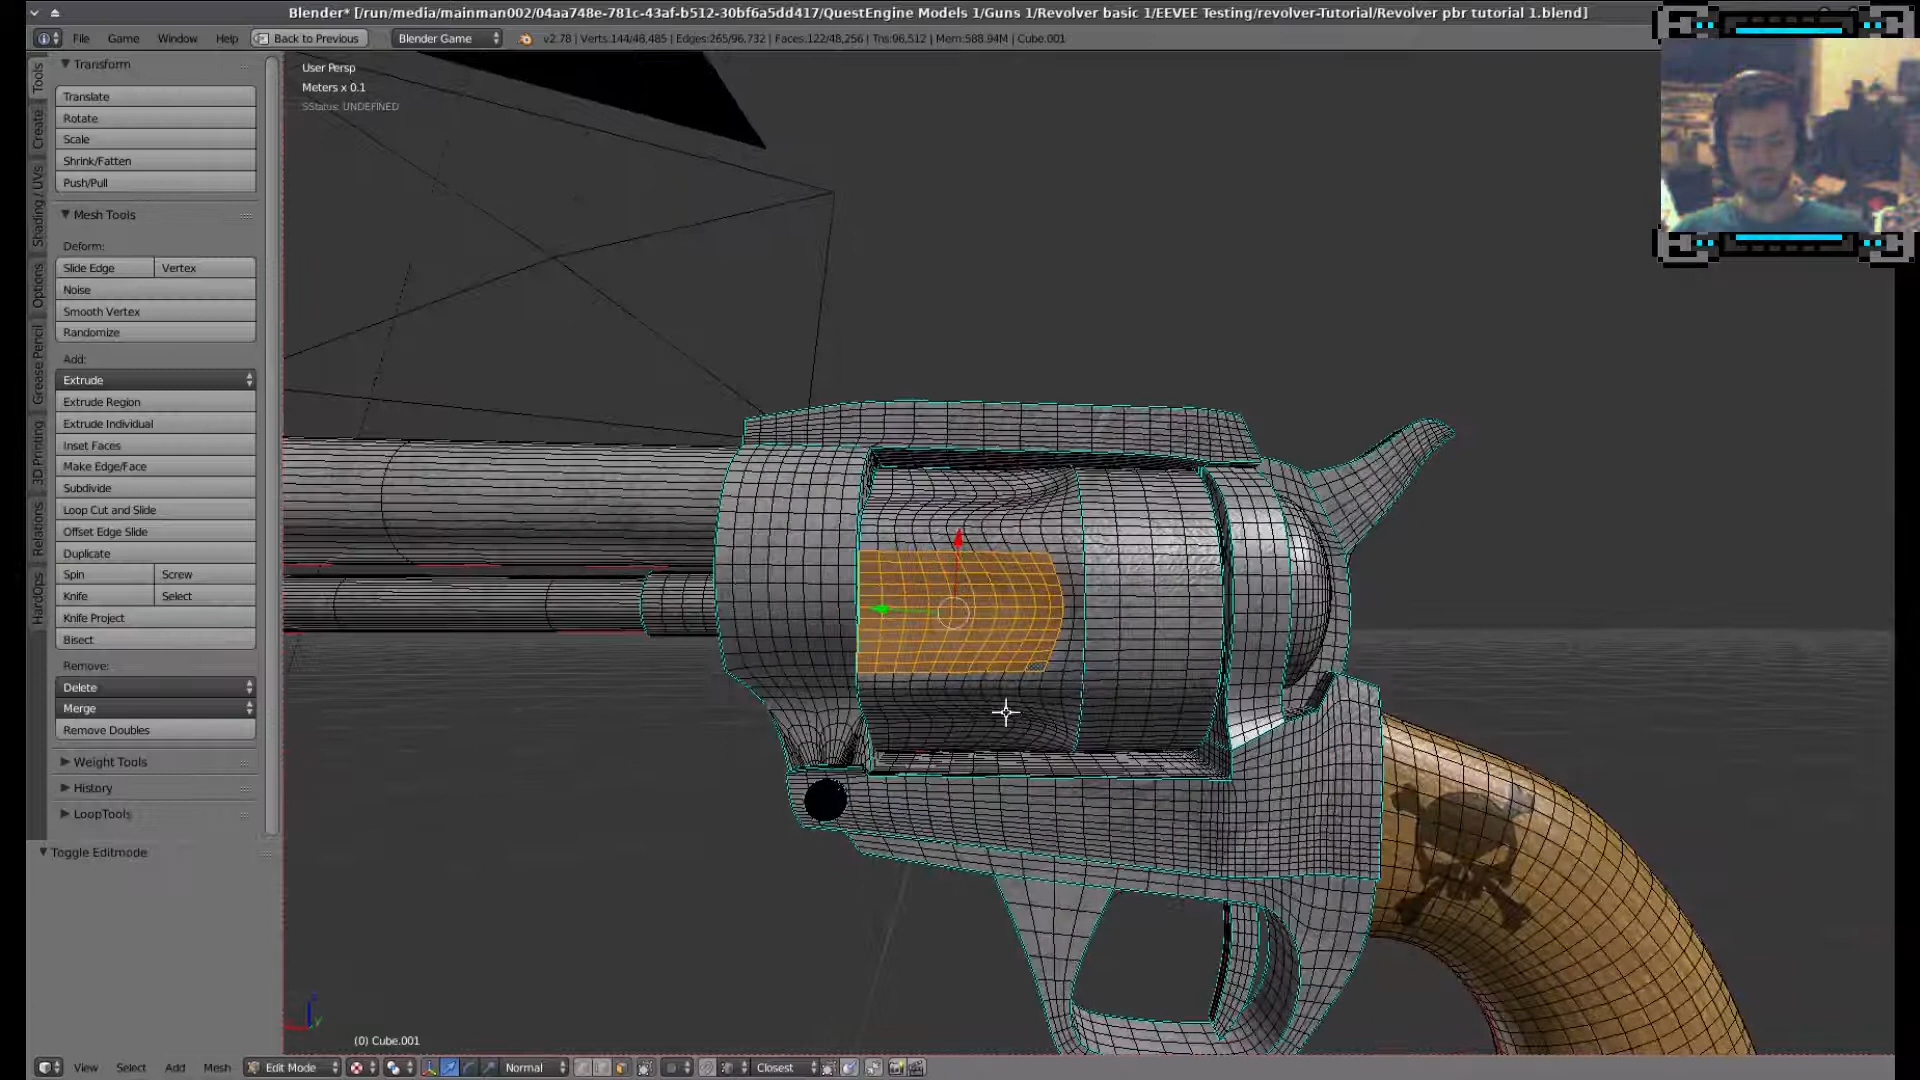 Blender* [/run/media/mainman002/04aa748e-781c-43af-b512-30bf6a5dd417/QuestEngine Models 1/Guns 1/Revolver basic 1/EEVEE Testing/revolver-Tutorial/Revolver pbr tutorial 1.blend]
File Game Window Help Back to Previous Blender Game v2.78 | Verts:144/48,485 | Edges:265/96,732 | Faces:122/48,256 | Tris:96,512 | Mem:588.94M | Cube.001
Tools
Create
Shading / UVs
Options
Grease Pencil
3D Printing
Relations
HardOps
Transform
Translate
Rotate
Scale
Shrink/Fatten
Push/Pull
Mesh Tools
Deform:
Slide Edge Vertex
Noise
Smooth Vertex
Randomize
Add:
Extrude
Extrude Region
Extrude Individual
Inset Faces
Make Edge/Face
Subdivide
Loop Cut and Slide
Offset Edge Slide
Duplicate
Spin Screw
Knife Select
Knife Project
Bisect
Remove:
Delete
Merge
Remove Doubles
Weight Tools
History
LoopTools
Toggle Editmode
User Persp
Meters x 0.1
SStatus: UNDEFINED
(0) Cube.001
View Select Add Mesh Edit Mode Normal Closest